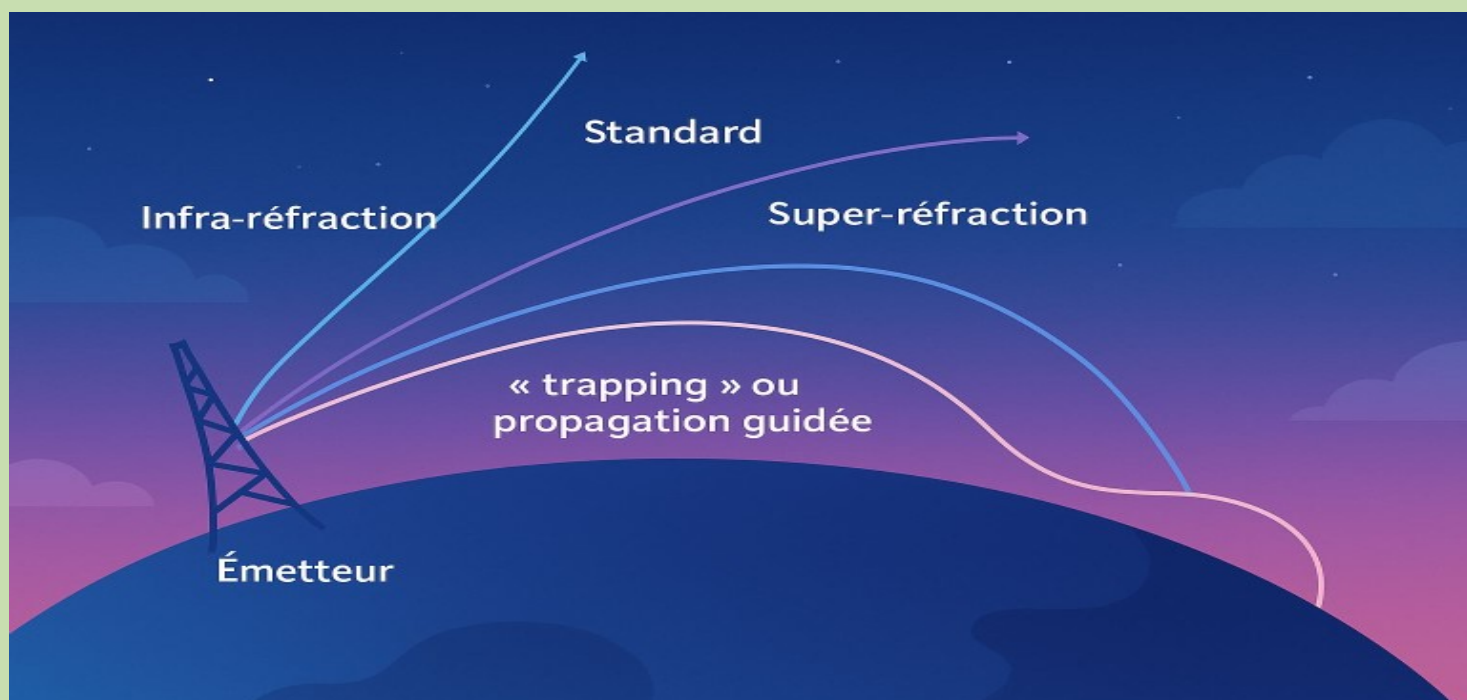 Standard
Infra-réfraction
Super-réfraction
« trapping » ou
propagation guidée
Émetteur